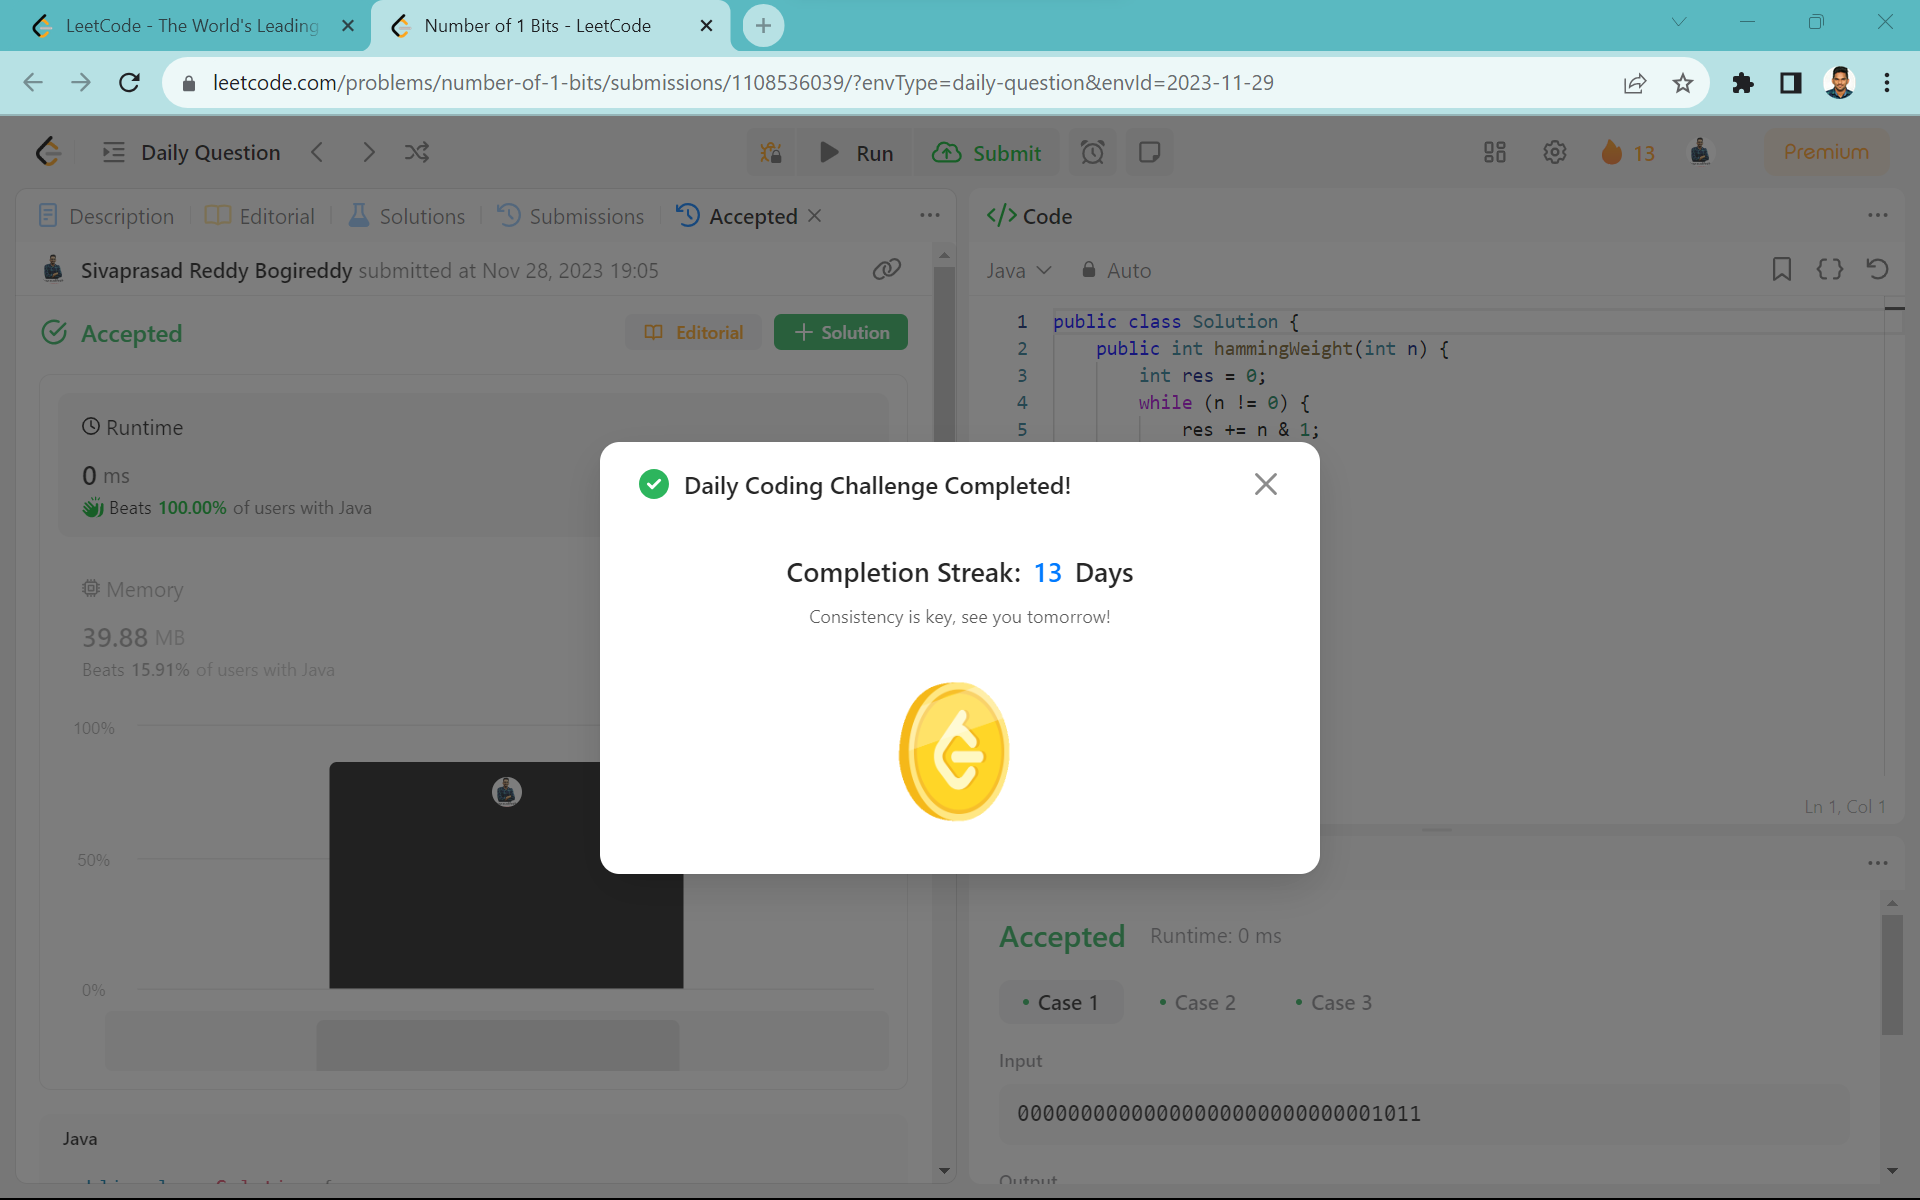 LeetCode - The World's Leading
Number of 1 Bits - LeetCode
leetcode.com/problems/number-of-1-bits/submissions/1108536039/?envType=daily-question&envId=2023-11-29
Daily Question
Run
Submit
13
Premium
Description
Editorial
Solutions
Submissions
Accepted
</> Code
Sivaprasad Reddy Bogireddy submitted at Nov 28, 2023 19:05
Java
Auto
Accepted
Editorial
+ Solution
Runtime
0 ms
Beats 100.00% of users with Java
Memory
39.88 MB
Beats 15.91% of users with Java
100%
50%
0%
Java
1 public class Solution {
2 public int hammingWeight(int n) {
3 int res = 0;
4 while (n != 0) {
5 res += n & 1;
Daily Coding Challenge Completed!
Completion Streak: 13 Days
Consistency is key, see you tomorrow!
Ln 1, Col 1
Accepted
Runtime: 0 ms
Case 1
Case 2
Case 3
Input
00000000000000000000000000001011
Output